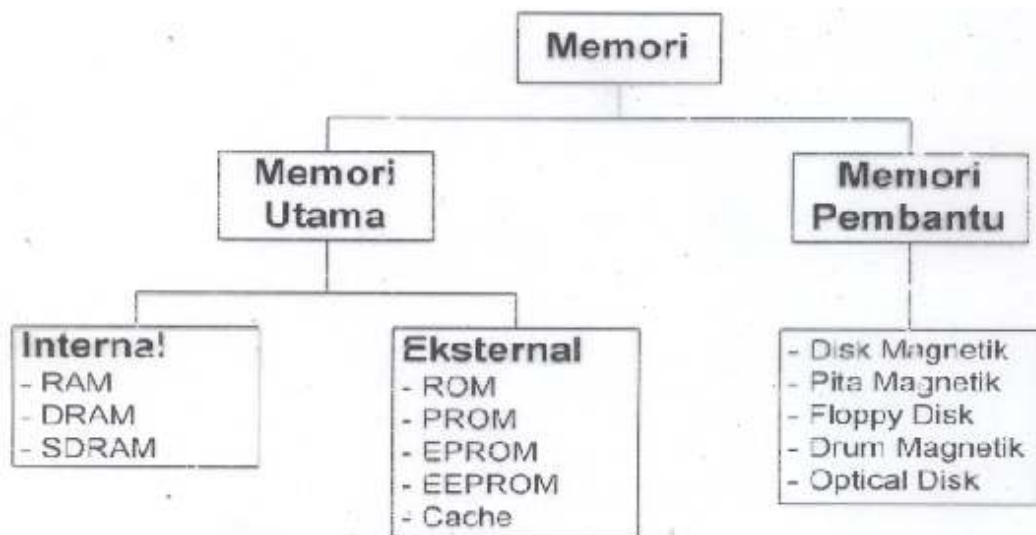 Memori
Memori
Utama
Memori
Pembantu
Internal
- RAM
- DRAM
- SDRAM
Eksternal
- ROM
- PROM
- EPROM
- EEPROM
- Cache
- Disk Magnetik
- Pita Magnetik
- Floppy Disk
- Drum Magnetik
- Optical Disk